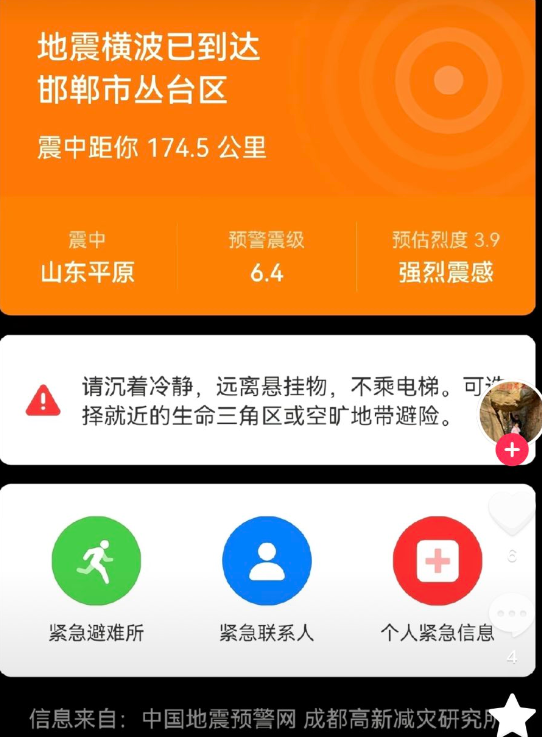 地震横波已到达
邯郸市丛台区
震中距你 174.5 公里
震中
预警震级
预估烈度 3.9
山东平原
6.4
强烈震感
请沉着冷静，远离悬挂物，不乘电梯。可选
择就近的生命三角区或空旷地带避险。
紧急避难所
紧急联系人
个人紧急信息
6
4
信息来自：中国地震预警网 成都高新减灾研究所